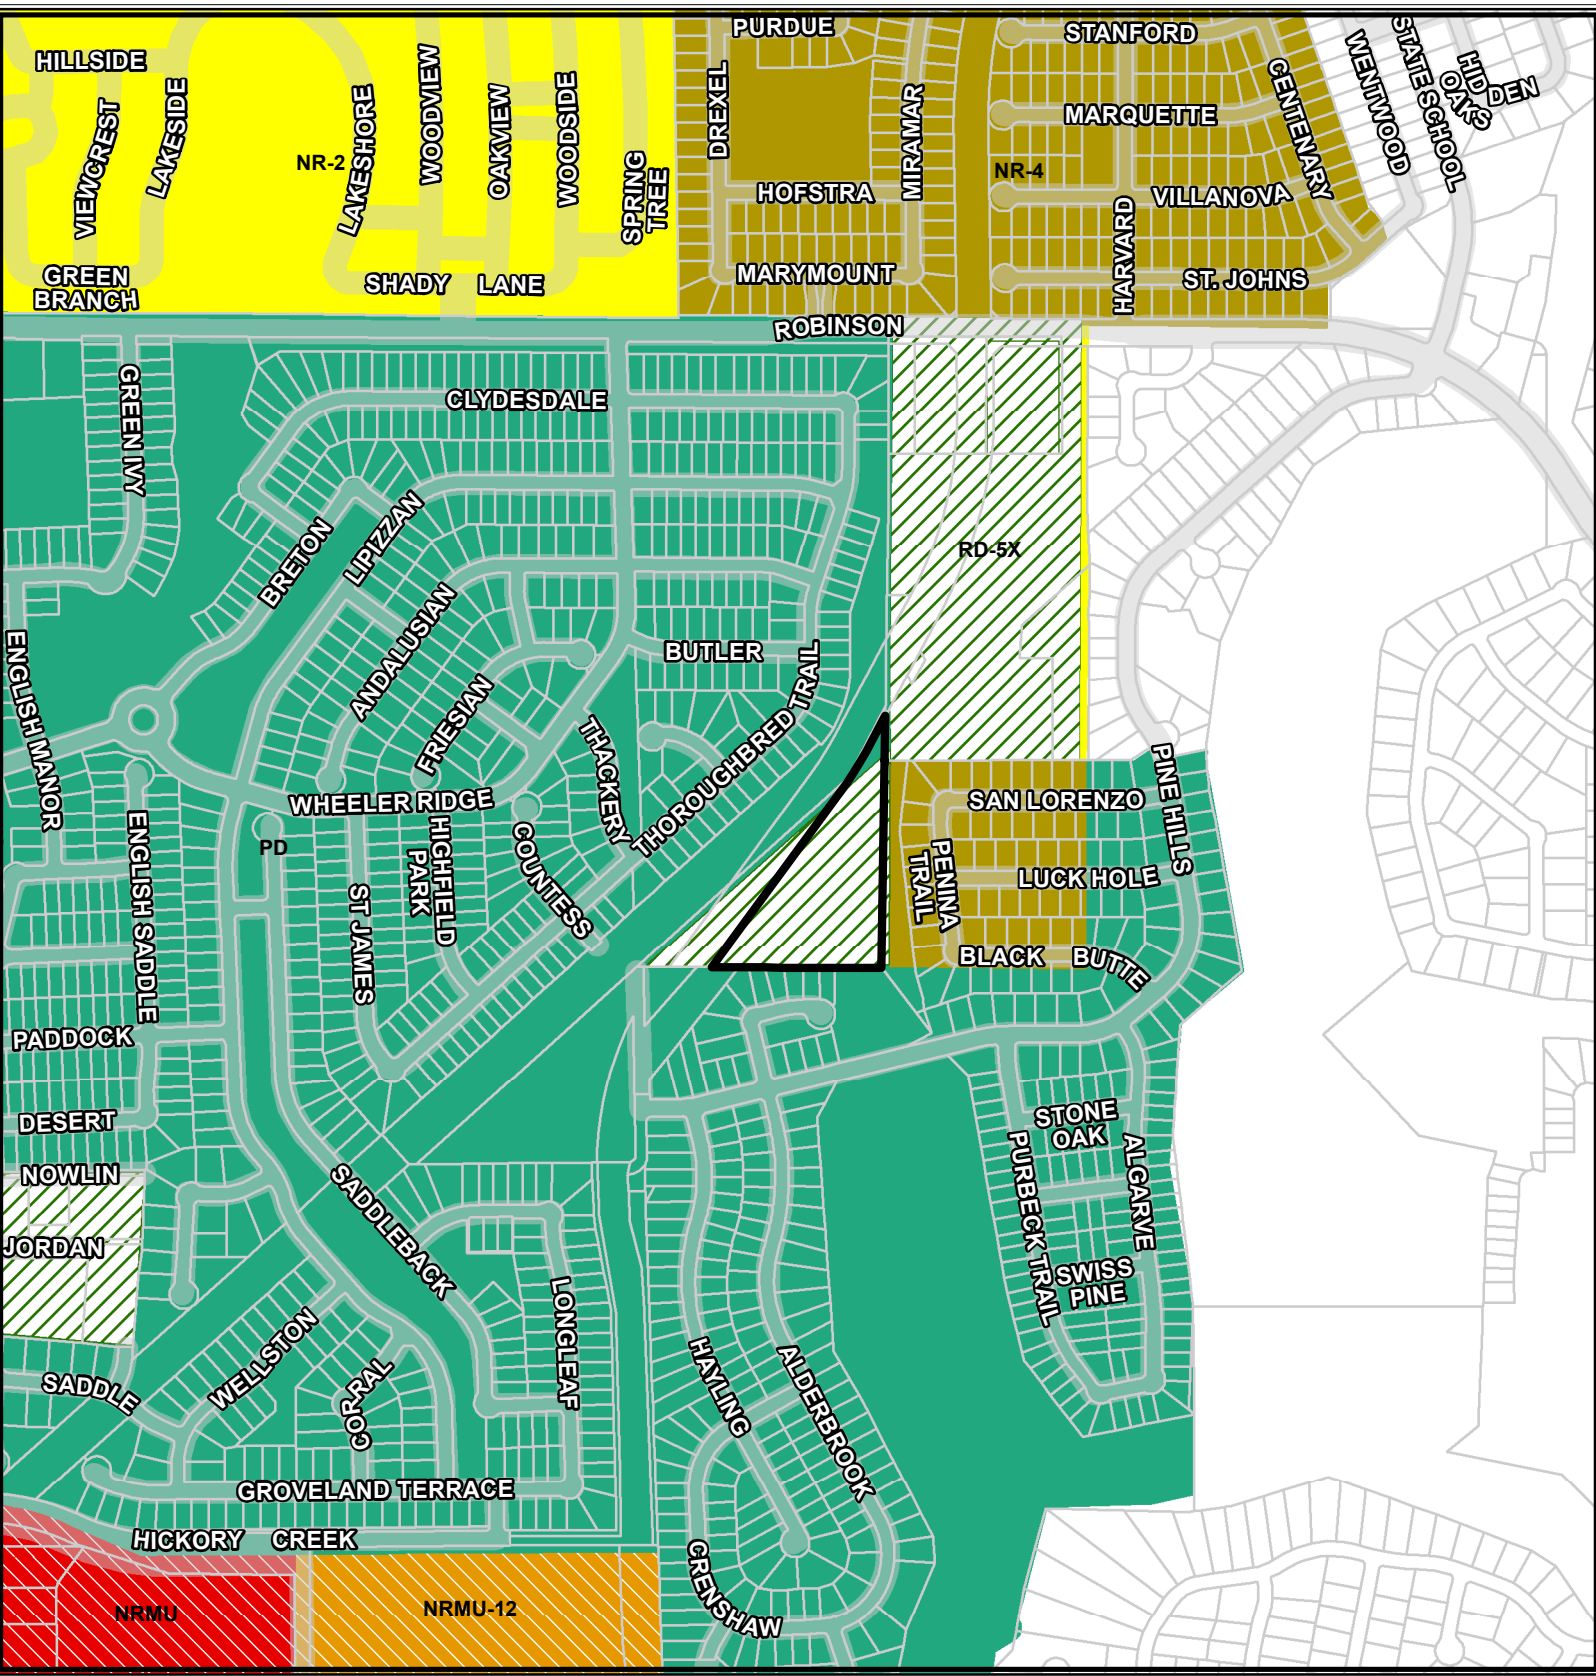 PURDUE
STANFORD
HILLSIDE
WENTWOOD
STATE SCHOOL
HID
DEN
OAKS
VIEWCREST
LAKESIDE
NR-2
LAKESHORE
WOODVIEW
OAKVIEW
WOODSIDE
SPRING
TREE
DREXEL
MIRAMAR
MARQUETTE
CENTENARY
NR-4
HOFSTRA
VILLANOVA
HARVARD
GREEN
BRANCH
SHADY LANE
MARYMOUNT
ST. JOHNS
ROBINSON
GREEN IVY
CLYDESDALE
BRETON
LIPIZZAN
RD-5X
ANDALUSIAN
ENGLISH MANOR
BUTLER
FRIESIAN
THACKERY
THOROUGHBRED TRAIL
PINE HILLS
WHEELER RIDGE
SAN LORENZO
ENGLISH SADDLE
PD
HIGHFIELD
PARK
COUNTESS
PENNA
TRAIL
LUCK HOLE
ST JAMES
BLACK BUTTE
PADDOCK
DESERT
STONE
OAK
NOWLIN
SADDLEBACK
PURBECK TRAIL
ALGARVE
JORDAN
SWISS
PINE
LONGLEAF
WELLSTON
SADDLE
CORRAL
HAYLING
ALDERBROOK
GROVELAND TERRACE
HICKORY CREEK
CRENSHAW
NRMU
NRMU-12